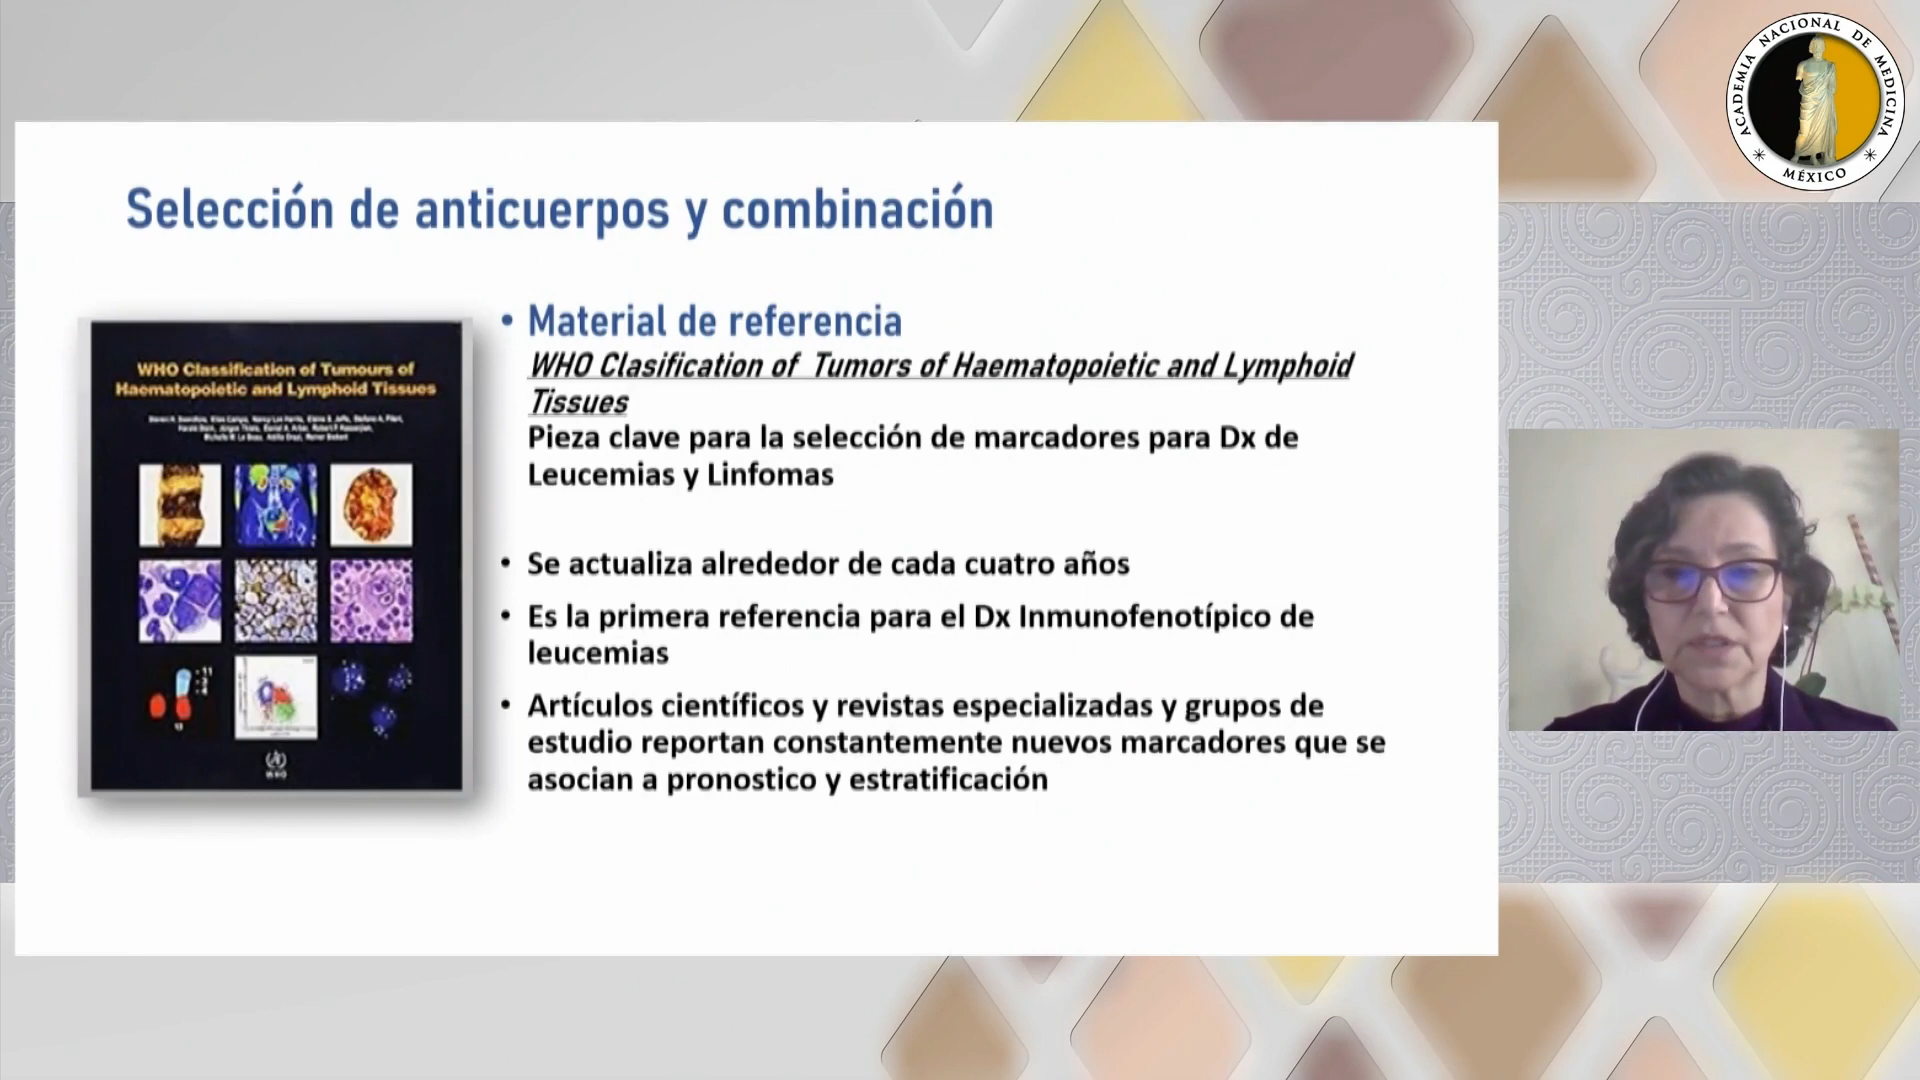 ACADEMIA NACIONAL DE MEDICINA
MÉXICO
Selección de anticuerpos y combinación
WHO Classification of Tumours of
Haematopoietic and Lymphoid Tissues
WHO
• Material de referencia
WHO Clasification of Tumors of Haematopoietic and Lymphoid
Tissues
Pieza clave para la selección de marcadores para Dx de
Leucemias y Linfomas
• Se actualiza alrededor de cada cuatro años
• Es la primera referencia para el Dx Inmunofenotípico de
leucemias
• Artículos científicos y revistas especializadas y grupos de
estudio reportan constantemente nuevos marcadores que se
asocian a pronostico y estratificación